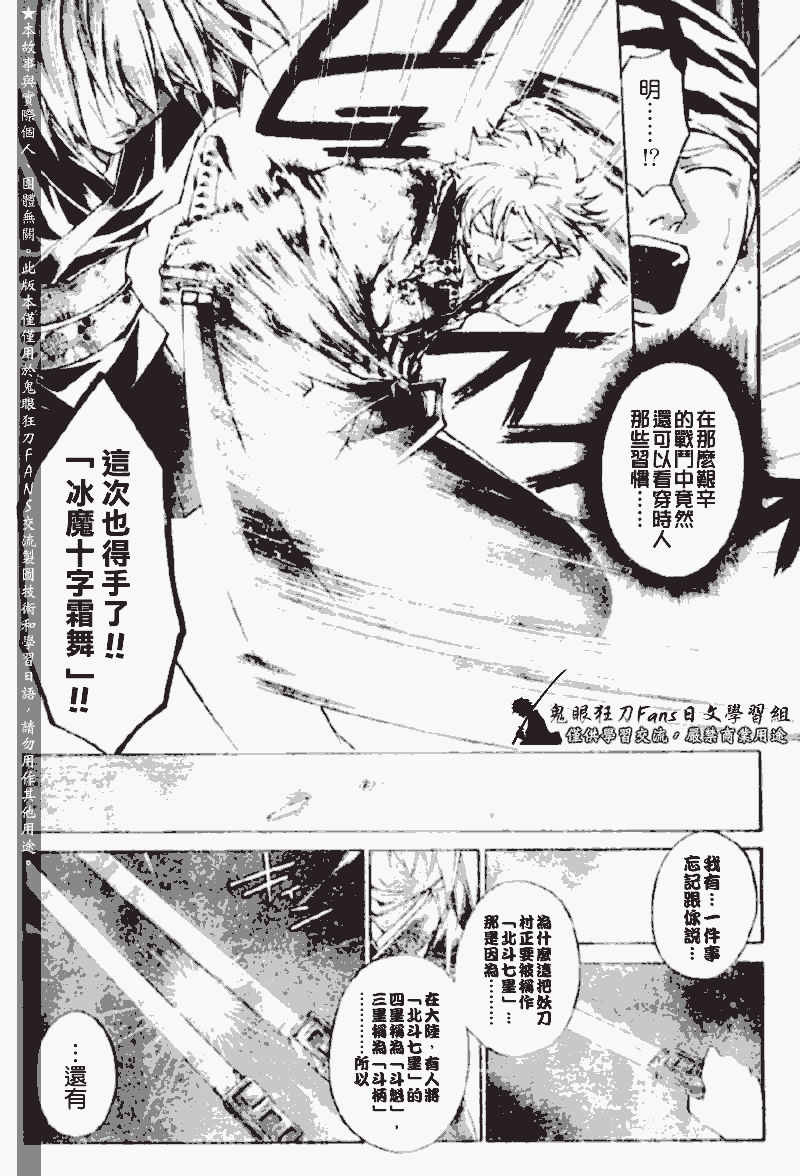 明……!?
在那麼艱辛
的戰鬥中竟然
還可以看穿時人
那些習慣……
這次也得手了!!
「冰魔十字霜舞」!!
鬼眼狂刀Fans日文學習組
僅供學習交流，嚴禁商業用途
我有…一件事
忘記跟你說…
為什麼這把妖刀
村正要被稱作
「北斗七星」…
那是因為………
在大陸，有人將
「北斗七星」的
四星稱為「斗魁」，
三星稱為「斗柄」
…………所以
…還有
★本故事與實際個人、團體無關。此版本僅僅用於鬼眼狂刀FANS交流製圖技術和學習日語，請勿用作其他用途。